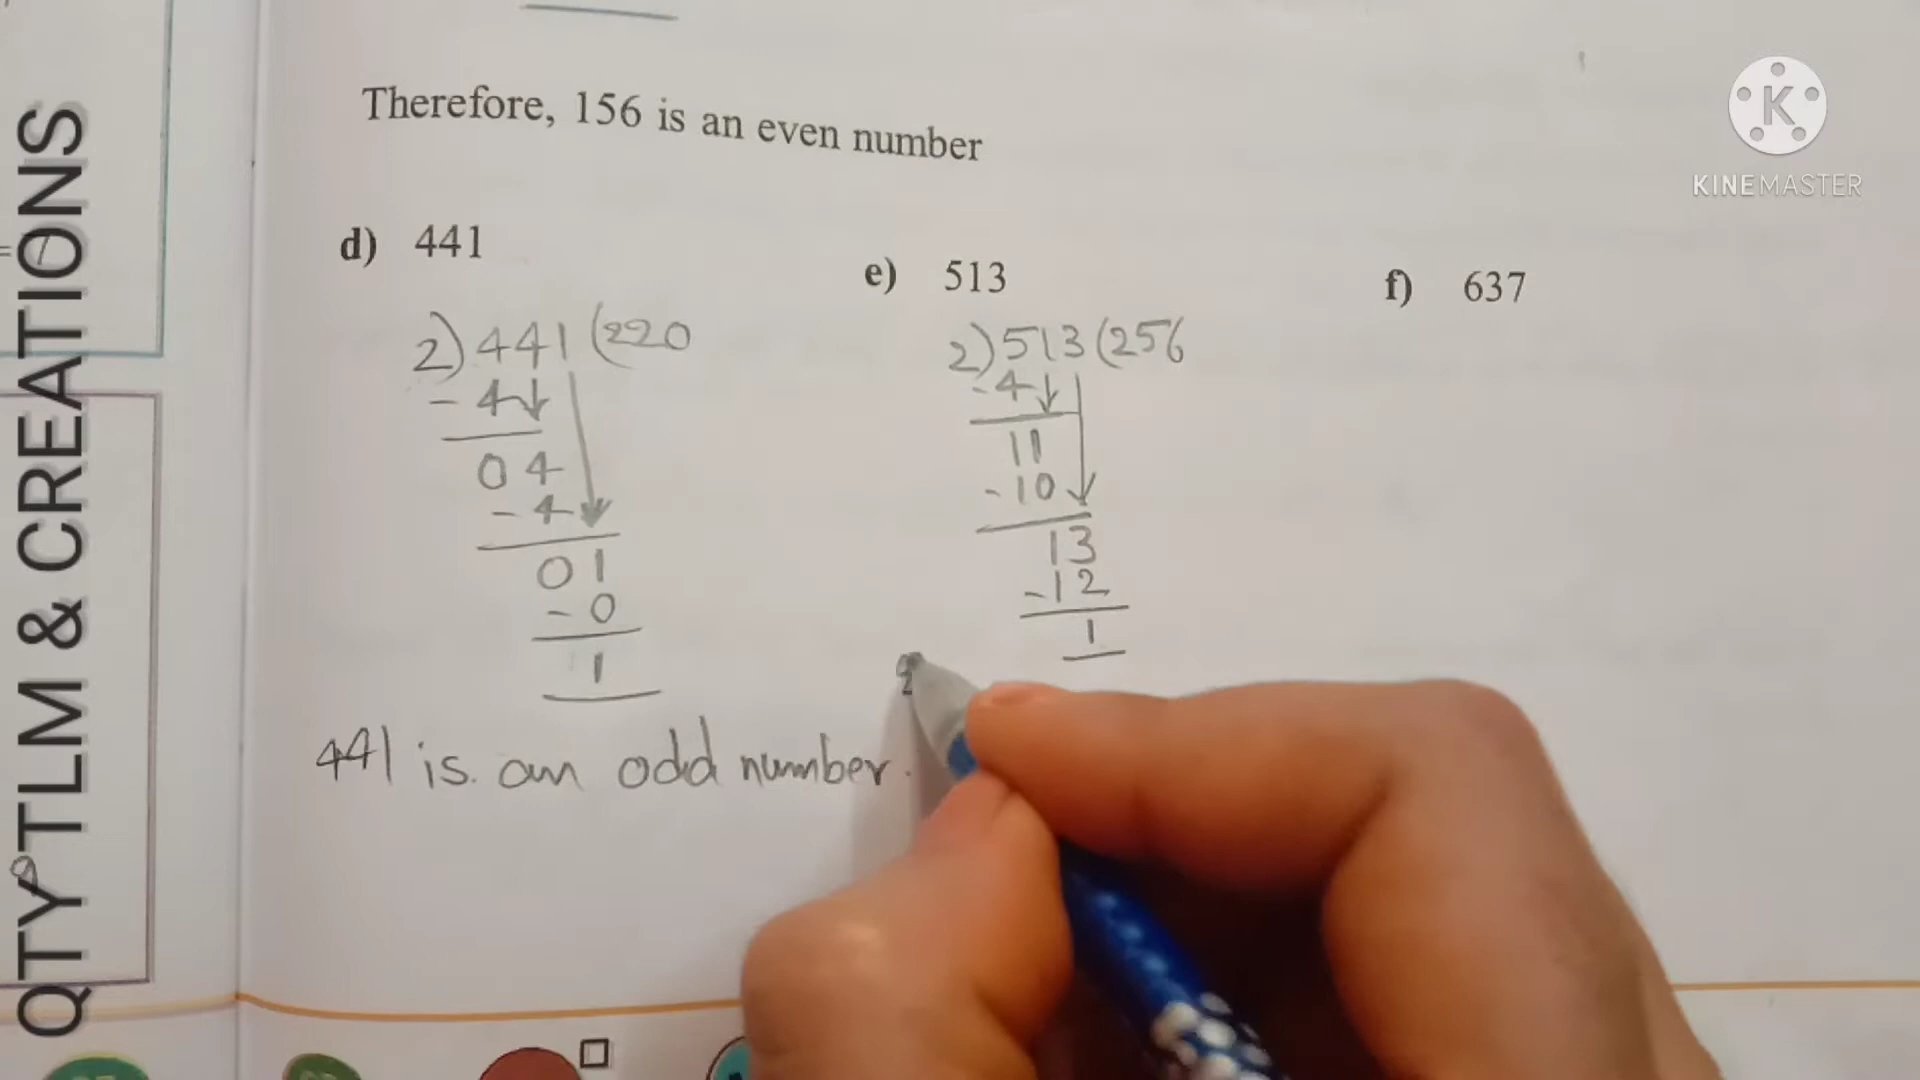 Therefore, 156 is an even number
d) 441
e) 513
f) 637
2)441(220
- 4
04
- 4
01
- 0
1
441 is an odd number.
2)513(256
- 4
11
- 10
13
- 12
1
QTY TLM & CREATIONS
K
KINEMASTER